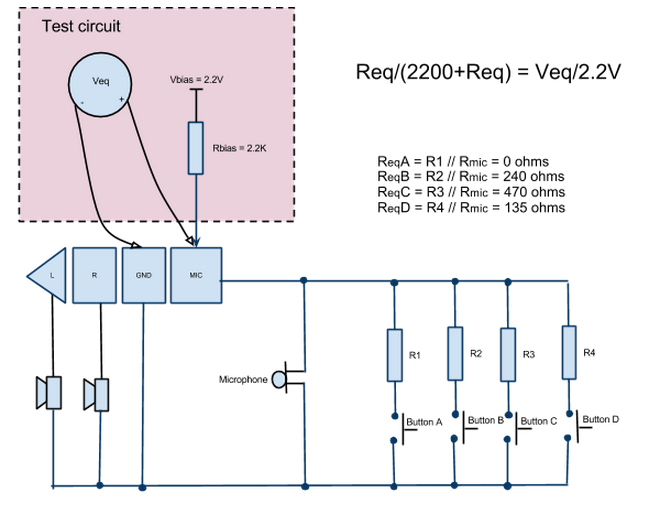 Test circuit
Veq
- +
Vbias = 2.2V
Rbias = 2.2K
Req/(2200+Req) = Veq/2.2V
ReqA = R1 // Rmic = 0 ohms
ReqB = R2 // Rmic = 240 ohms
ReqC = R3 // Rmic = 470 ohms
ReqD = R4 // Rmic = 135 ohms
L R GND MIC
R1 R2 R3 R4
Microphone
Button A Button B Button C Button D